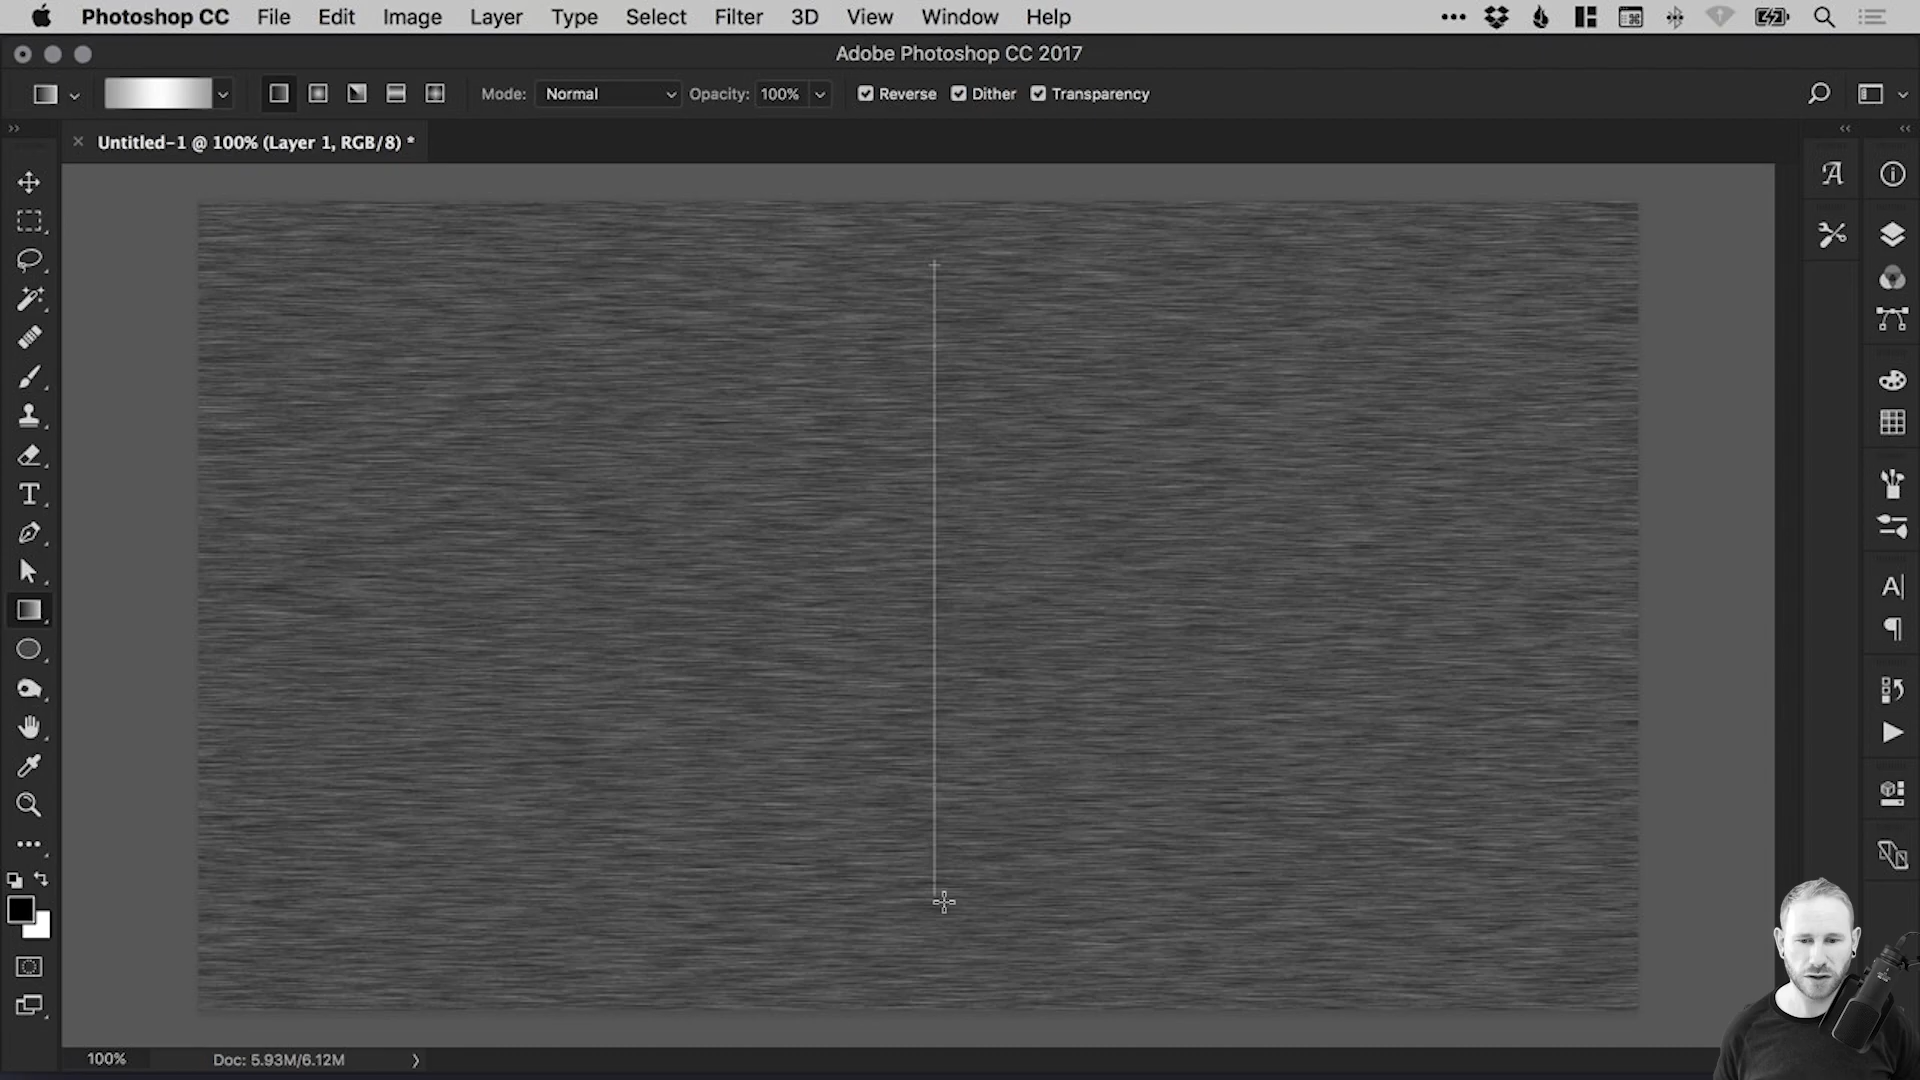 Photoshop CC File Edit Image Layer Type Select Filter 3D View Window Help
Adobe Photoshop CC 2017
Mode: Normal Opacity: 100% Reverse Dither Transparency
Untitled-1 @ 100% (Layer 1, RGB/8) *
100% Doc: 5.93M/6.12M